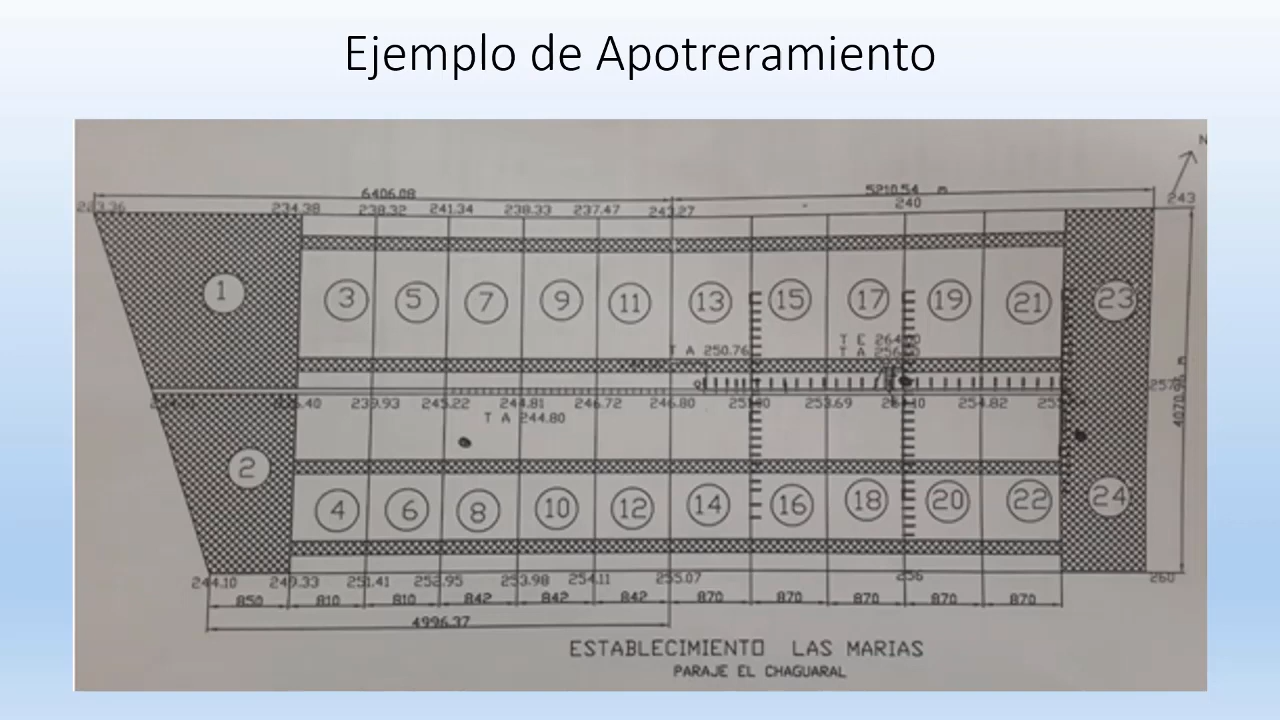 Ejemplo de Apotreramiento
N
6406.08 5210.54 m
234.38 238.32 241.34 238.33 237.47 243.27 240 243
1 3 5 7 9 11 13 15 17 19 21 23
T E
T A 250.76 T A
239.93 246.72 246.80 253.69 254.82
T A 244.80
4070.96 m
2 4 6 8 10 12 14 16 18 20 22 24
244.10 249.33 251.41 252.95 253.98 254.11 255.07 256 260
850 810 810 842 842 842 870 870 870 870 870
4996.37
ESTABLECIMIENTO LAS MARIAS
PARAJE EL CHAGUARAL